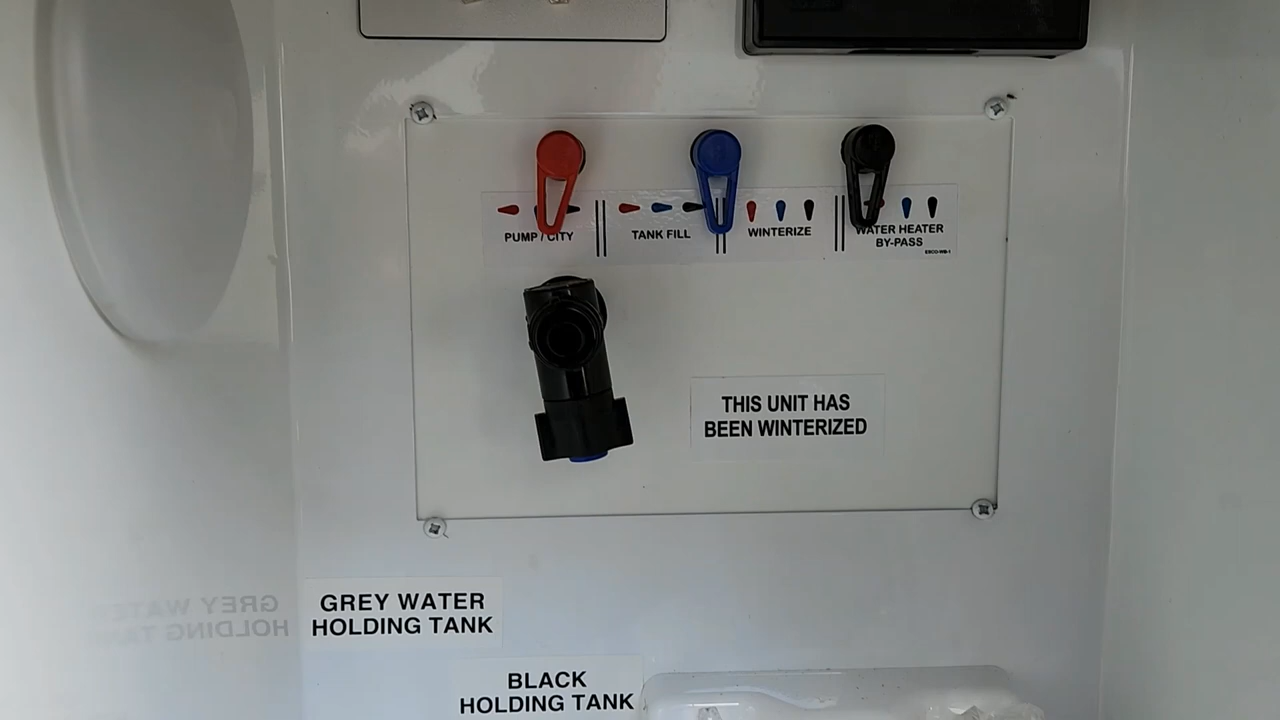 PUMP / CITY
TANK FILL
WINTERIZE
WATER HEATER
BY-PASS
THIS UNIT HAS
BEEN WINTERIZED
GREY WATER
HOLDING TANK
BLACK
HOLDING TANK